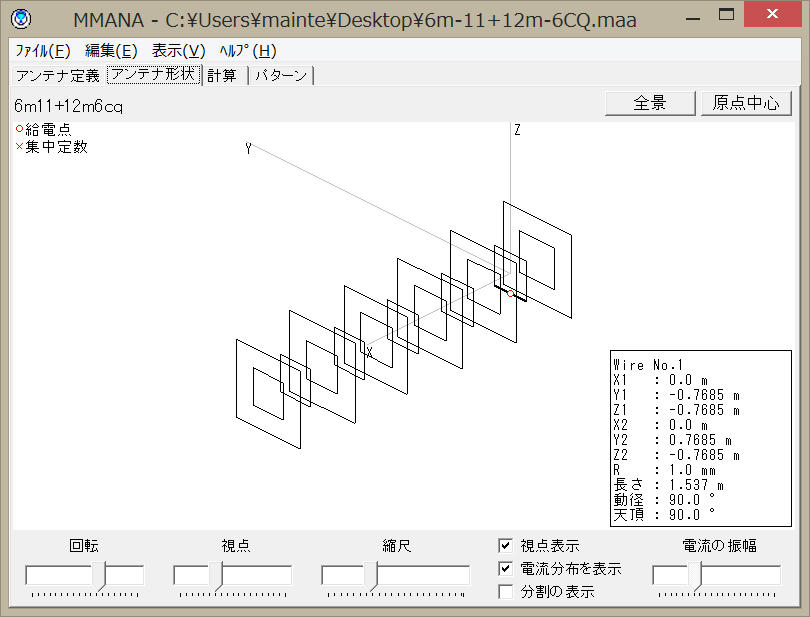 MMANA - C:¥Users¥mainte¥Desktop¥6m-11+12m-6CQ.maa
ﾌｧｲﾙ(F) 編集(E) 表示(V) ﾍﾙﾌﾟ(H)
アンテナ定義 アンテナ形状 計算 パターン
6m11+12m6cq 全景 原点中心
○給電点
×集中定数
Z
Y
X
Wire No.1
X1 : 0.0 m
Y1 : -0.7685 m
Z1 : -0.7685 m
X2 : 0.0 m
Y2 : 0.7685 m
Z2 : -0.7685 m
R : 1.0 mm
長さ : 1.537 m
動径 : 90.0 °
天頂 : 90.0 °
回転 視点 縮尺 視点表示 電流の振幅
電流分布を表示
分割の表示